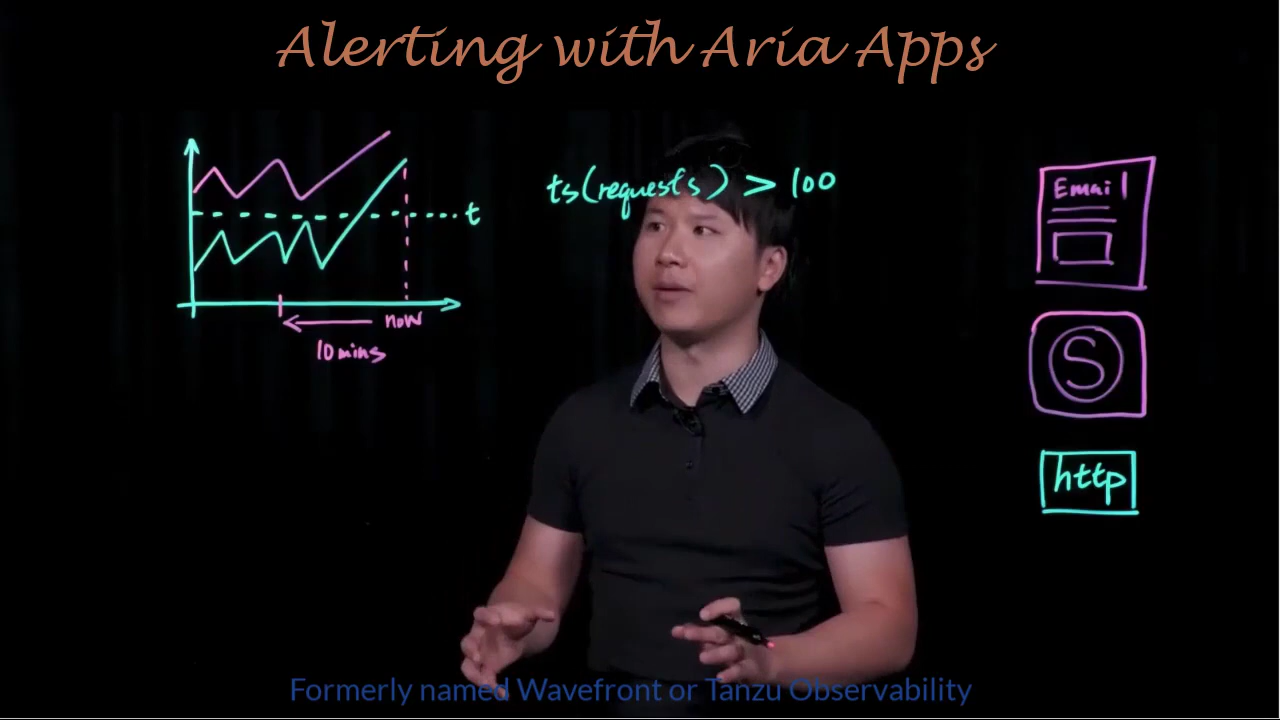 Alerting with Aria Apps
ts(requests) > 100
t
now
10 mins
Email
S
http
Formerly named Wavefront or Tanzu Observability